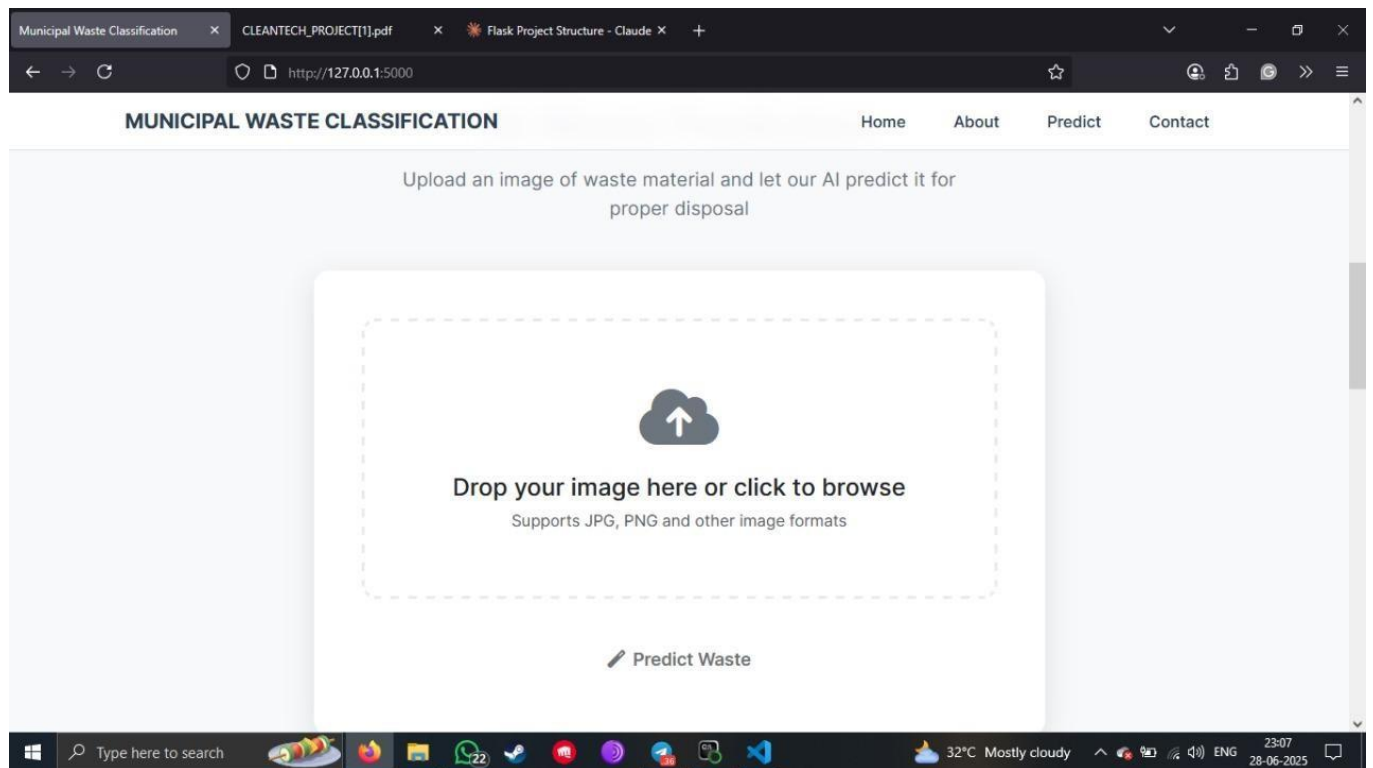 Municipal Waste Classification
CLEANTECH_PROJECT[1].pdf
Flask Project Structure - Claude
http://127.0.0.1:5000
MUNICIPAL WASTE CLASSIFICATION
Home About Predict Contact
Upload an image of waste material and let our AI predict it for
proper disposal
Drop your image here or click to browse
Supports JPG, PNG and other image formats
Predict Waste
Type here to search
22
36
32°C Mostly cloudy
ENG
23:07
28-06-2025